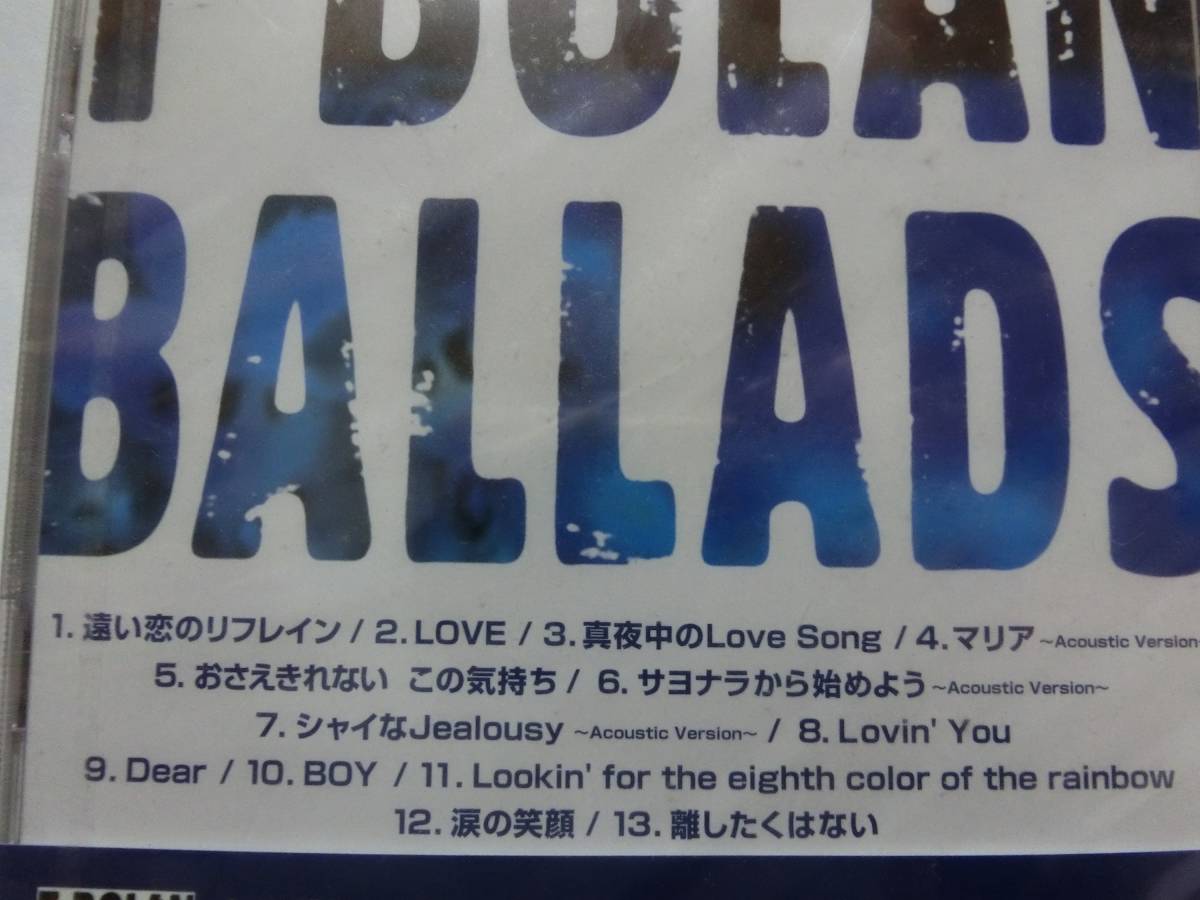 T BOLAN
BALLADS
1. 遠い恋のリフレイン / 2. LOVE / 3. 真夜中のLove Song / 4. マリア ~Acoustic Version~
5. おさえきれない この気持ち / 6. サヨナラから始めよう ~Acoustic Version~
7. シャイなJealousy ~Acoustic Version~ / 8. Lovin' You
9. Dear / 10. BOY / 11. Lookin' for the eighth color of the rainbow
12. 涙の笑顔 / 13. 離したくはない
T-BOLAN